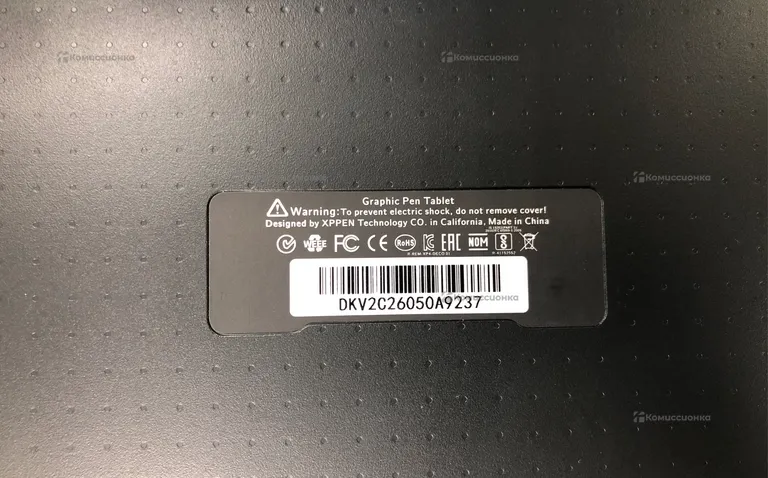 Комиссионка
Комиссионка
Комиссионка
Graphic Pen Tablet
Warning: To prevent electric shock, do not remove cover!
Designed by XPPEN Technology CO. in California, Made in China
WEEE FC CE RoHS EAC NOM
DKV2C26050A9237
Комиссионка
Комиссионка